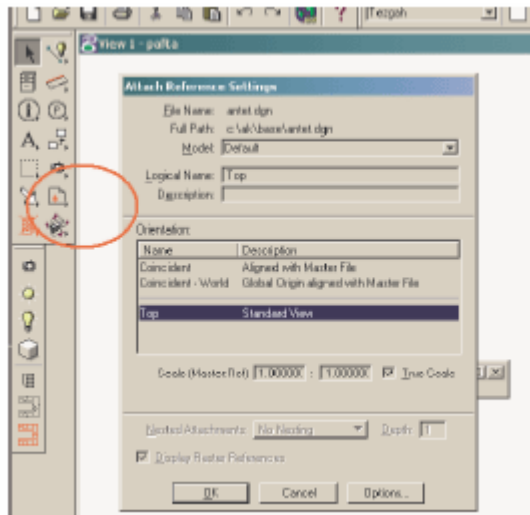 Tezgah
View 1 - pafta
Attach Reference Settings
File Name: antet.dgn
Full Path: c:\ak\base\antet.dgn
Model: Default
Logical Name: Top
Description:
Orientation:
Name Description
Coincident Aligned with Master File
Coincident - World Global Origin aligned with Master File
Top Standard View
Scale (Master:Ref) 1.00000 : 1.00000 True Scale
Nested Attachments: No Nesting Depth: 1
Display Raster References
OK Cancel Options...